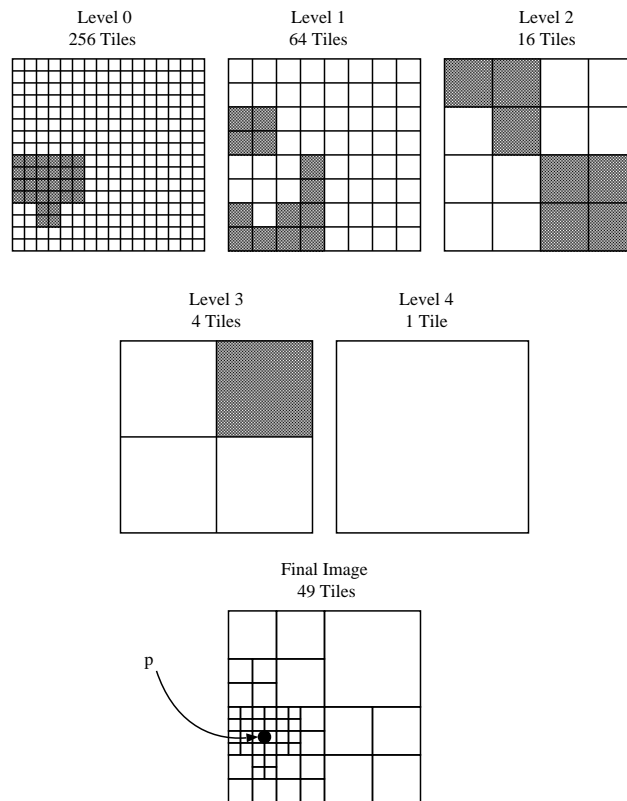 Level 0
256 Tiles
Level 1
64 Tiles
Level 2
16 Tiles
Level 3
4 Tiles
Level 4
1 Tile
Final Image
49 Tiles
p